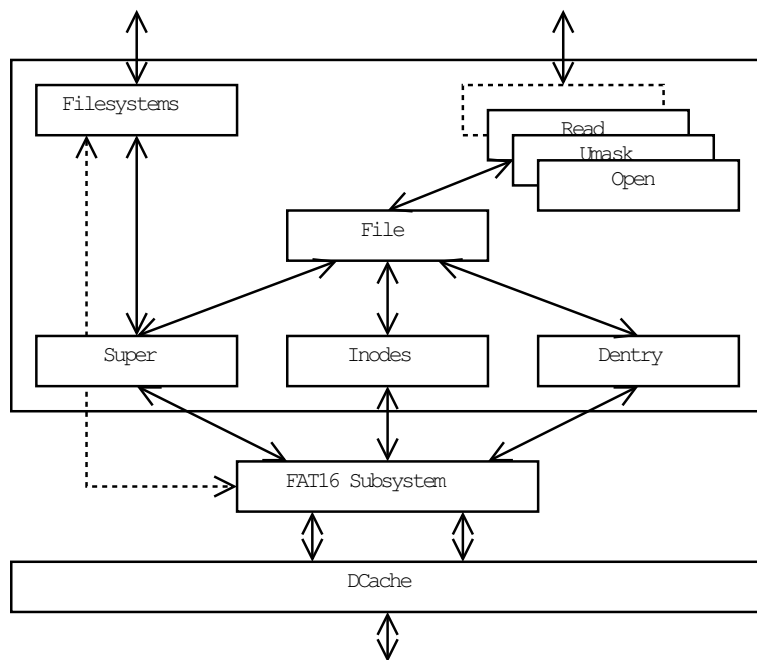 Filesystems
Read
Umask
Open
File
Super
Inodes
Dentry
FAT16 Subsystem
DCache